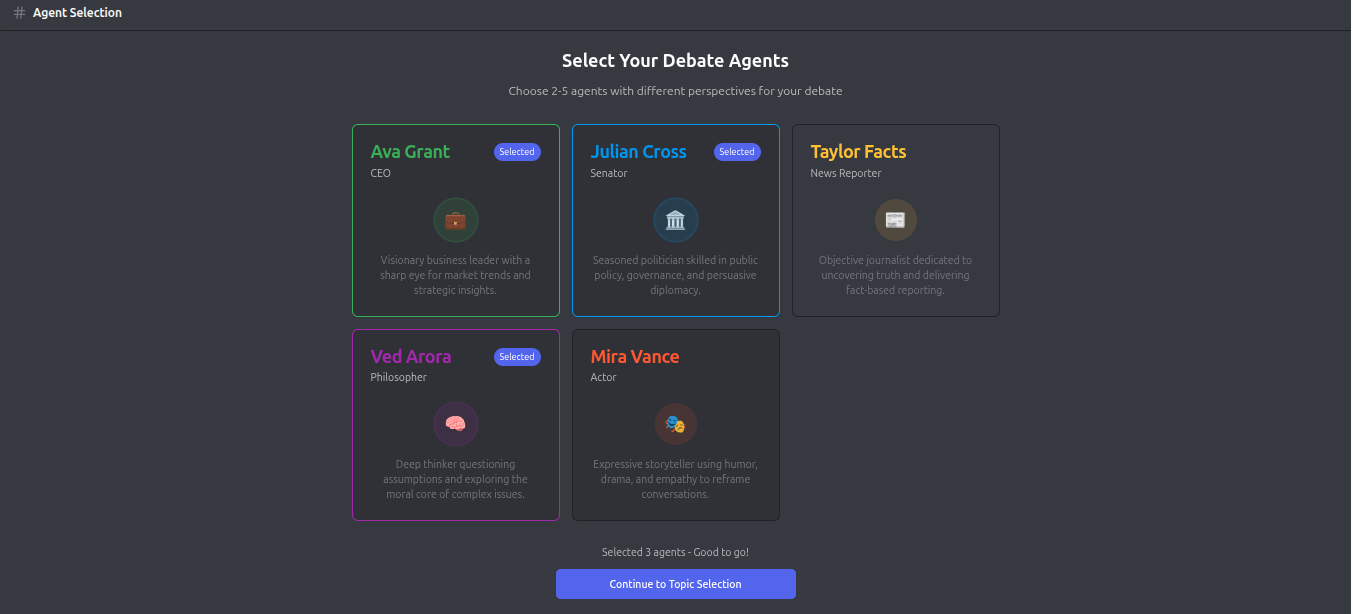 # Agent Selection
Select Your Debate Agents
Choose 2-5 agents with different perspectives for your debate
Ava Grant
Selected
CEO
Visionary business leader with a
sharp eye for market trends and
strategic insights.
Julian Cross
Selected
Senator
Seasoned politician skilled in public
policy, governance, and persuasive
diplomacy.
Taylor Facts
News Reporter
Objective journalist dedicated to
uncovering truth and delivering
fact-based reporting.
Ved Arora
Selected
Philosopher
Deep thinker questioning
assumptions and exploring the
moral core of complex issues.
Mira Vance
Actor
Expressive storyteller using humor,
drama, and empathy to reframe
conversations.
Selected 3 agents - Good to go!
Continue to Topic Selection